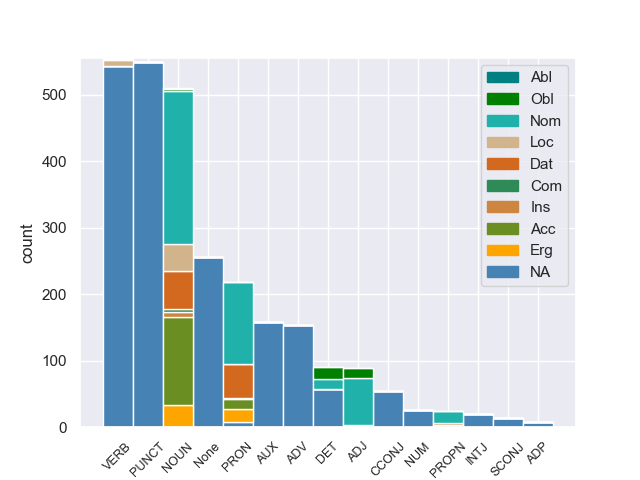 count
500
400
300
200
100
0
Abl
Obl
Nom
Loc
Dat
Com
Ins
Acc
Erg
NA
VERB
PUNCT
NOUN
None
PRON
AUX
ADV
DET
ADJ
CCONJ
NUM
PROPN
INTJ
SCONJ
ADP